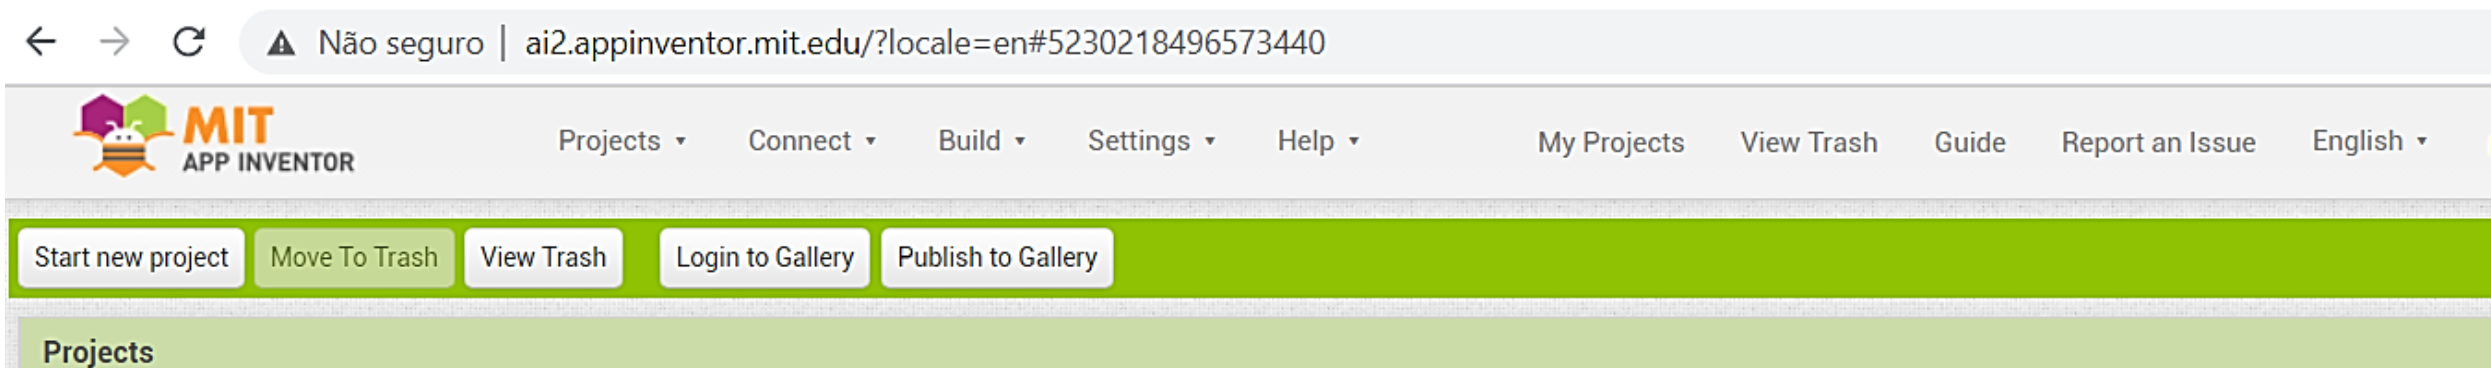 Não seguro | ai2.appinventor.mit.edu/?locale=en#5230218496573440
MIT
APP INVENTOR
Projects Connect Build Settings Help My Projects View Trash Guide Report an Issue English
Start new project Move To Trash View Trash Login to Gallery Publish to Gallery
Projects